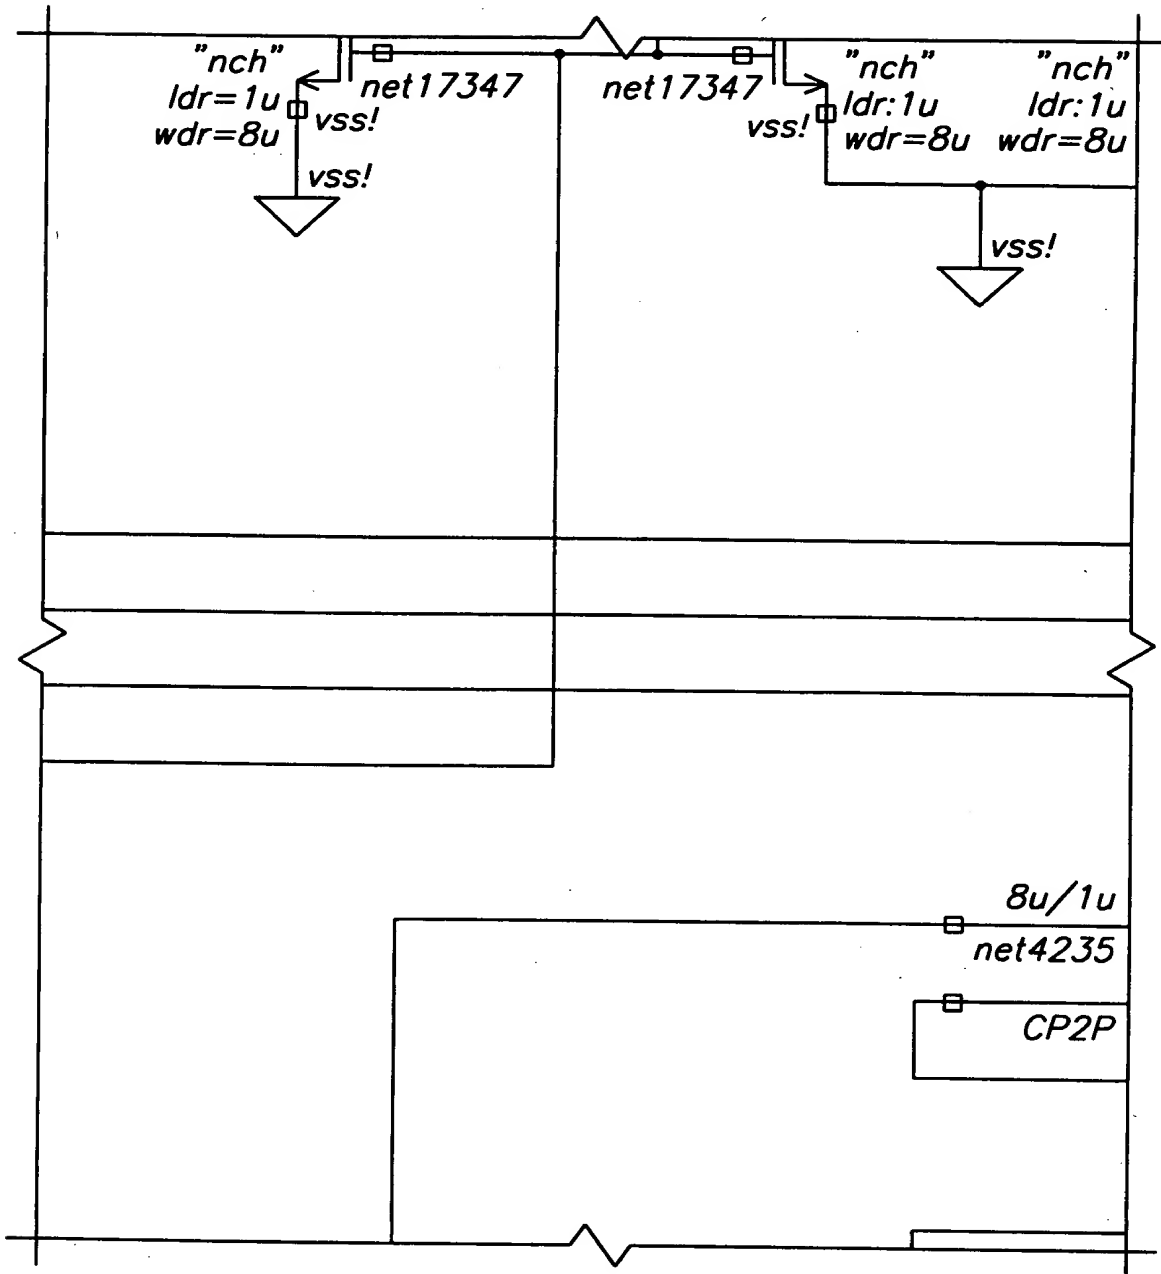 "nch"
ldr=1u
wdr=8u
vss!
vss!
net17347
net17347
vss!
"nch"
ldr:1u
wdr=8u
"nch"
ldr:1u
wdr=8u
vss!
8u/1u
net4235
CP2P